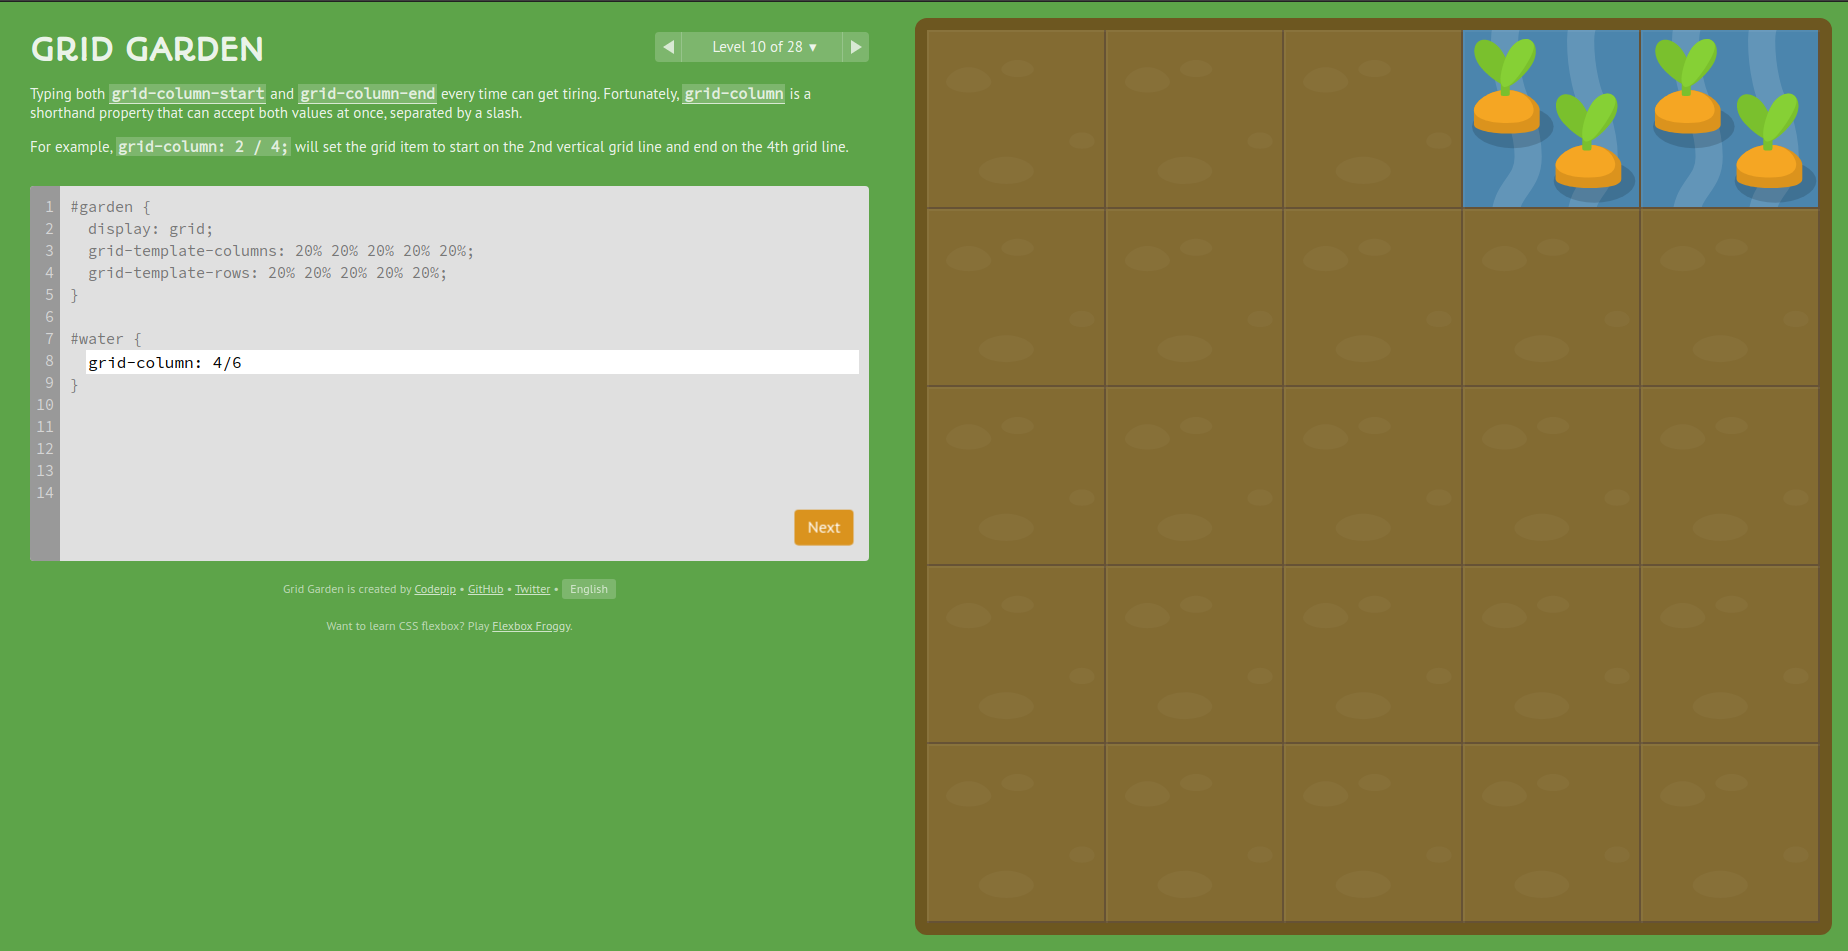 GRID GARDEN
◀ Level 10 of 28 ▾ ▶
Typing both grid-column-start and grid-column-end every time can get tiring. Fortunately, grid-column is a
shorthand property that can accept both values at once, separated by a slash.
For example, grid-column: 2 / 4; will set the grid item to start on the 2nd vertical grid line and end on the 4th grid line.
1 #garden {
2 display: grid;
3 grid-template-columns: 20% 20% 20% 20% 20%;
4 grid-template-rows: 20% 20% 20% 20% 20%;
5 }
6
7 #water {
8 grid-column: 4/6
9 }
10
11
12
13
14
Next
Grid Garden is created by Codepip • GitHub • Twitter • English
Want to learn CSS flexbox? Play Flexbox Froggy.